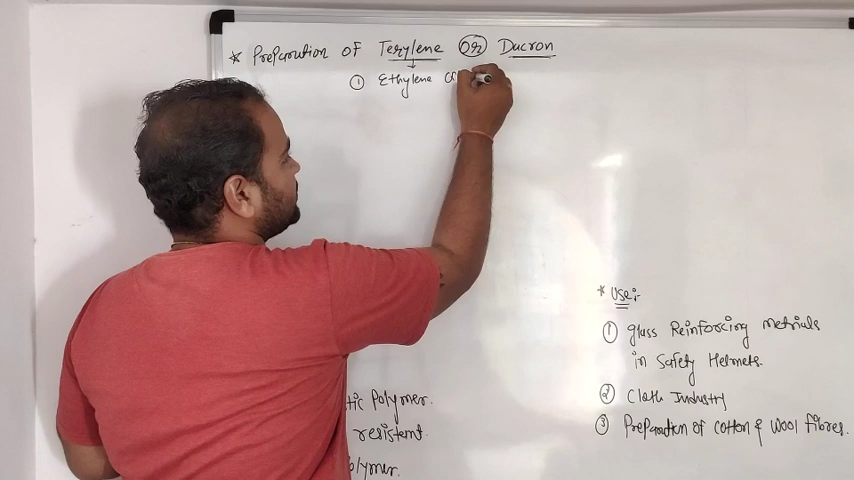 * Preparation of Terylene OR Dacron
① Ethylene
* Use:-
① glass Reinforcing metrials
in Safety Helmets.
② Cloth Industry
③ Preparation of cotton & wool fibres.
tic polymer.
resistent
olymer.